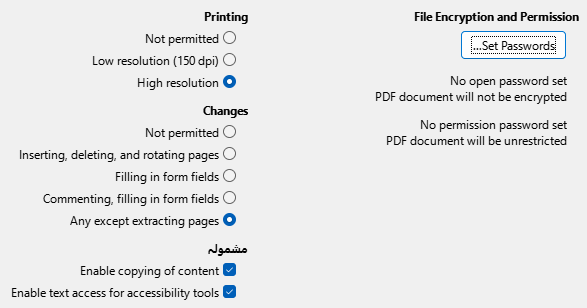 File Encryption and Permission
Set Passwords...
No open password set
PDF document will not be encrypted
No permission password set
PDF document will be unrestricted
Printing
Not permitted
Low resolution (150 dpi)
High resolution
Changes
Not permitted
Inserting, deleting, and rotating pages
Filling in form fields
Commenting, filling in form fields
Any except extracting pages
مشمولہ
Enable copying of content
Enable text access for accessibility tools